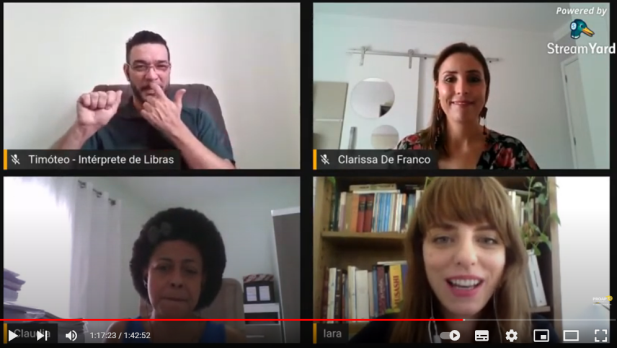 Powered by
StreamYard
Timóteo - Intérprete de Libras
Clarissa De Franco
Claudia
Iara
1:17:23 / 1:42:52